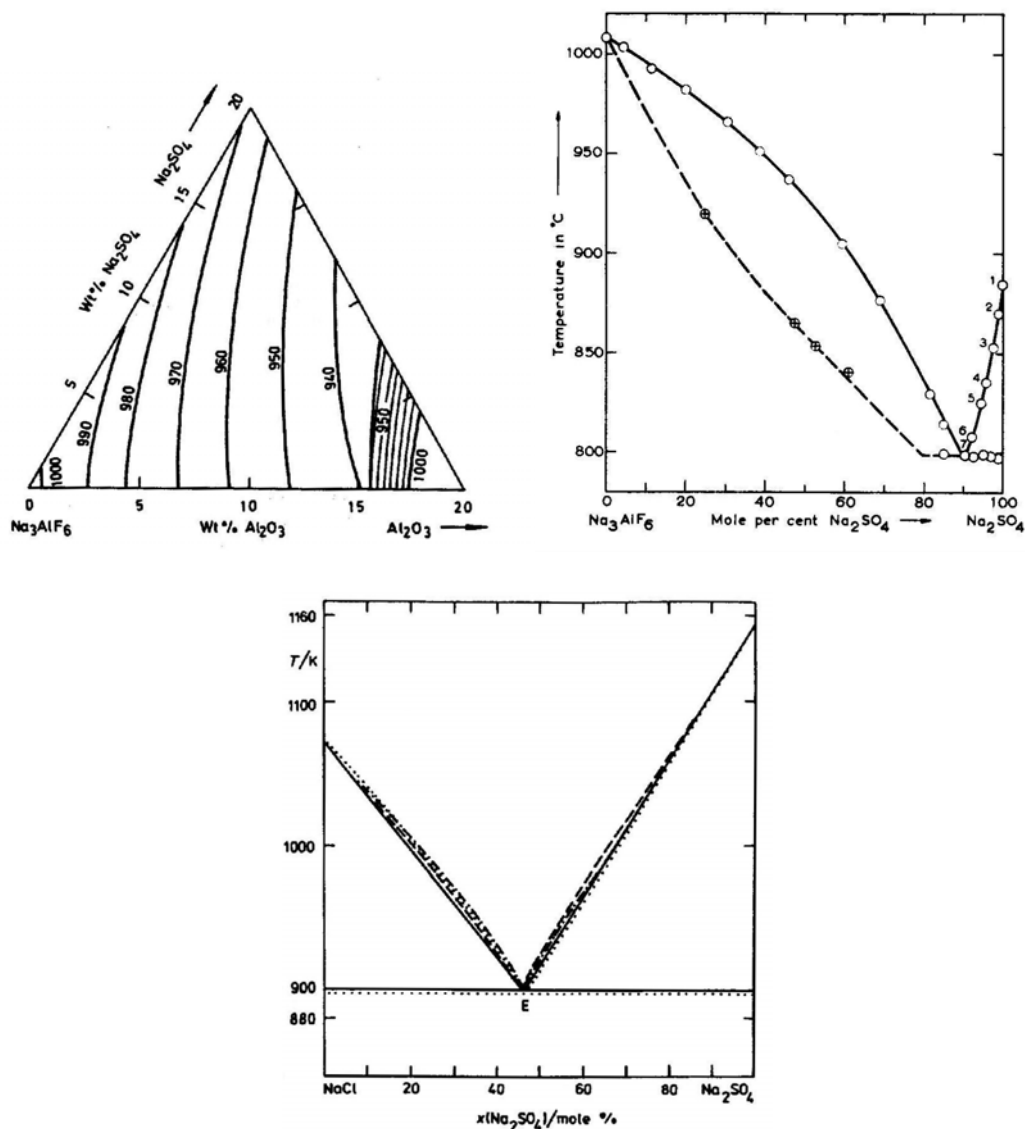 20
Na₂SO₄
15
Wt% Na₂SO₄
10
5
1000
990
980
970
960
950
940
950
1000
0 5 10 15 20
Na₃AlF₆ Wt% Al₂O₃ Al₂O₃
1000
950
900
850
800
Temperature in °C
1
2
3
4
5
6
7
0 20 40 60 80 100
Na₃AlF₆ Mole per cent Na₂SO₄ Na₂SO₄
1160
T/K
1100
1000
900
880
E
NaCl 20 40 60 80 Na₂SO₄
x(Na₂SO₄)/mole %